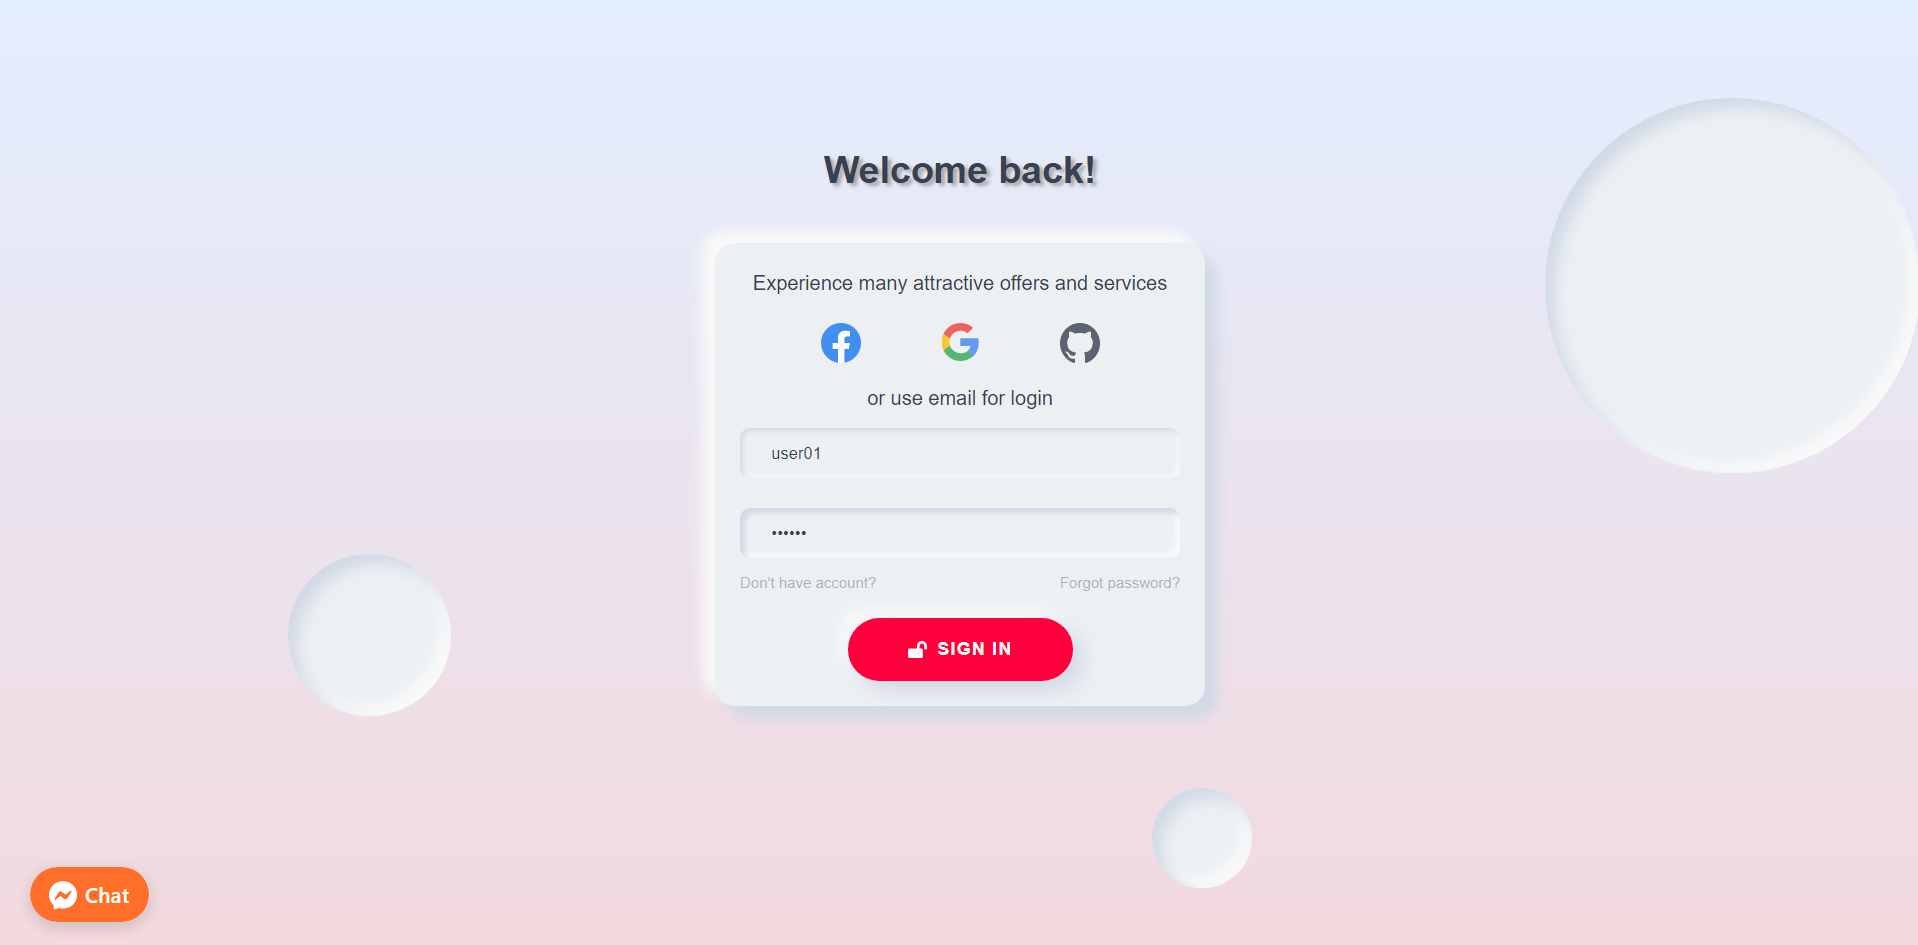 Welcome back!
Experience many attractive offers and services
or use email for login
user01
••••••
Don't have account?
Forgot password?
SIGN IN
Chat